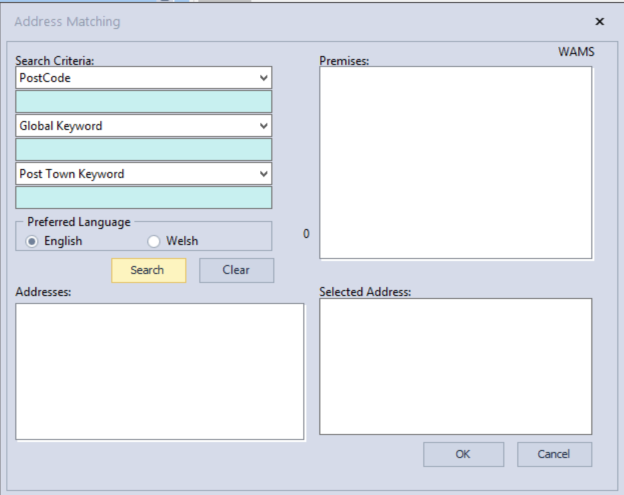 Address Matching
WAMS
Search Criteria:
PostCode
Global Keyword
Post Town Keyword
Preferred Language
English
Welsh
Search
Clear
Premises:
0
Addresses:
Selected Address:
OK
Cancel